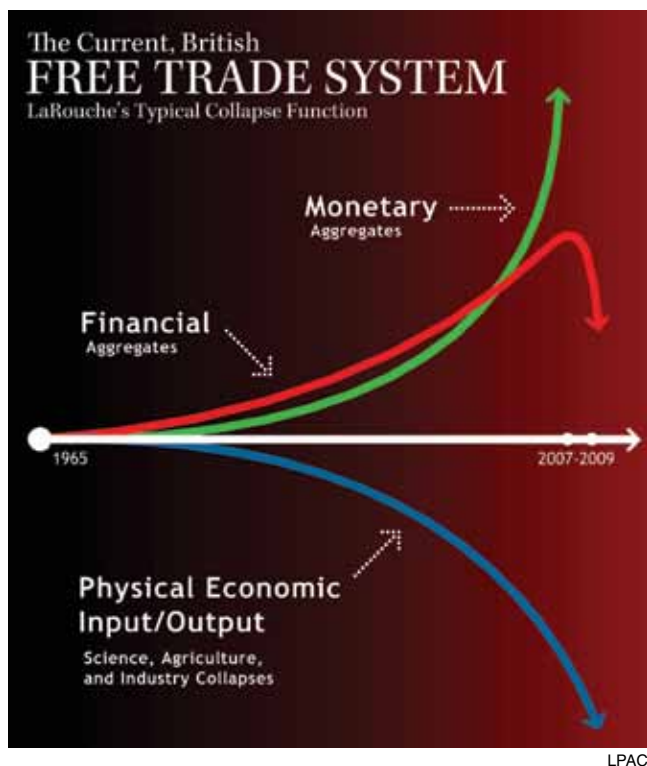 The Current, British
FREE TRADE SYSTEM
LaRouche's Typical Collapse Function
Monetary
Aggregates
Financial
Aggregates
1965
2007-2009
Physical Economic
Input/Output
Science, Agriculture,
and Industry Collapses
LPAC